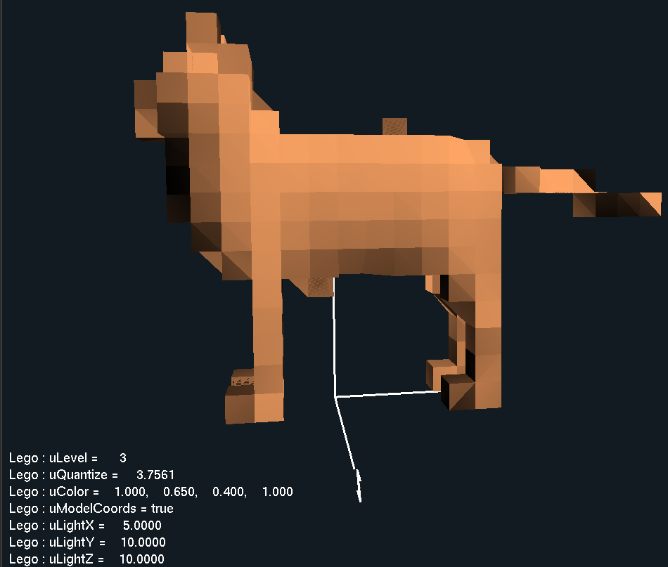 Lego : uLevel = 3
Lego : uQuantize = 3.7561
Lego : uColor = 1.000, 0.650, 0.400, 1.000
Lego : uModelCoords = true
Lego : uLightX = 5.0000
Lego : uLightY = 10.0000
Lego : uLightZ = 10.0000